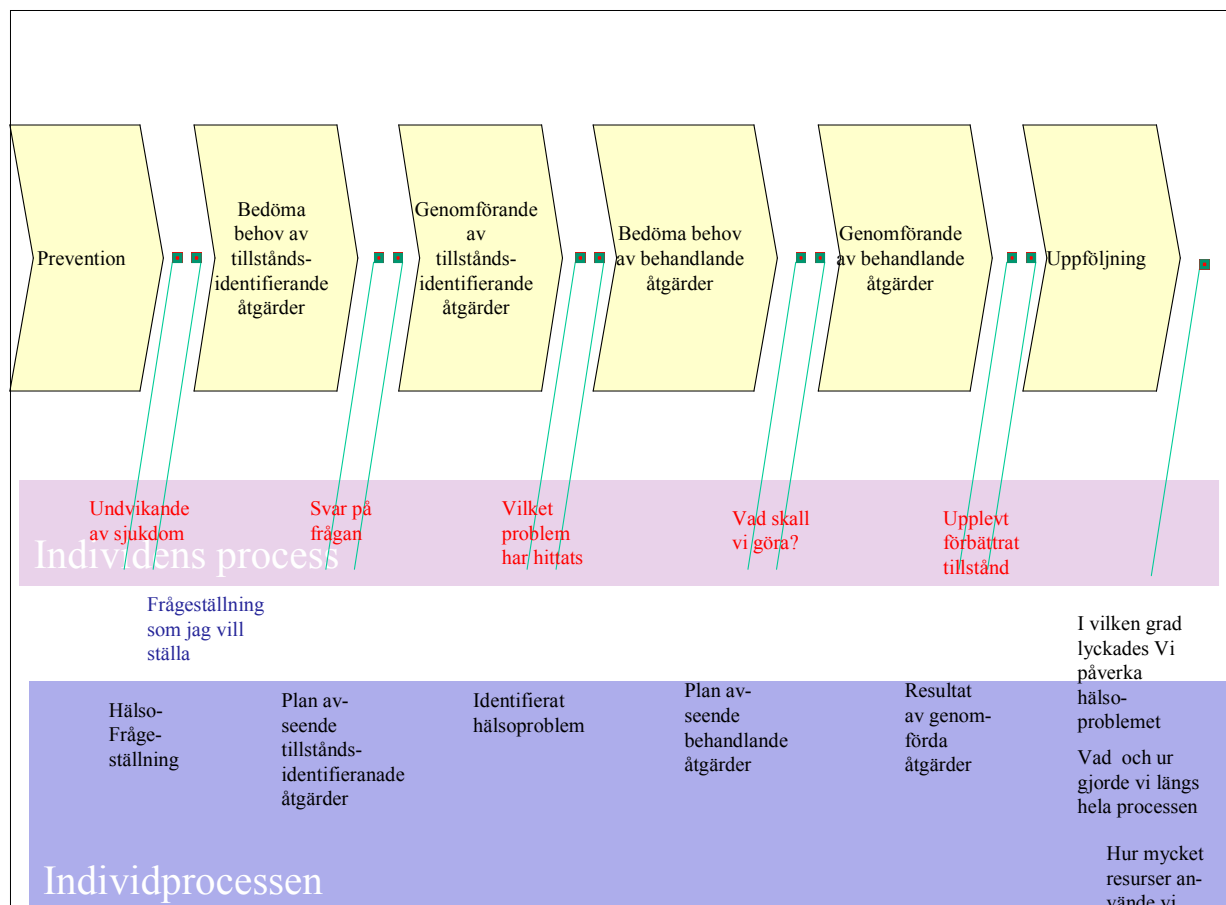 Prevention
Bedöma
behov av
tillstånds-
identifierande
åtgärder
Genomförande
av
tillstånds-
identifierande
åtgärder
Bedöma behov
av behandlande
åtgärder
Genomförande
av behandlande
åtgärder
Uppföljning
Undvikande
av sjukdom
Svar på
frågan
Vilket
problem
har hittats
Vad skall
vi göra?
Upplevt
förbättrat
tillstånd
Individens process
Frågeställning
som jag vill
ställa
I vilken grad
lyckades Vi
påverka
hälso-
problemet
Hälso-
Fråge-
ställning
Plan av-
seende
tillstånds-
identifieranade
åtgärder
Identifierat
hälsoproblem
Plan av-
seende
behandlande
åtgärder
Resultat
av genom-
förda
åtgärder
Vad och ur
gjorde vi längs
hela processen
Hur mycket
resurser an-
vände vi
Individprocessen